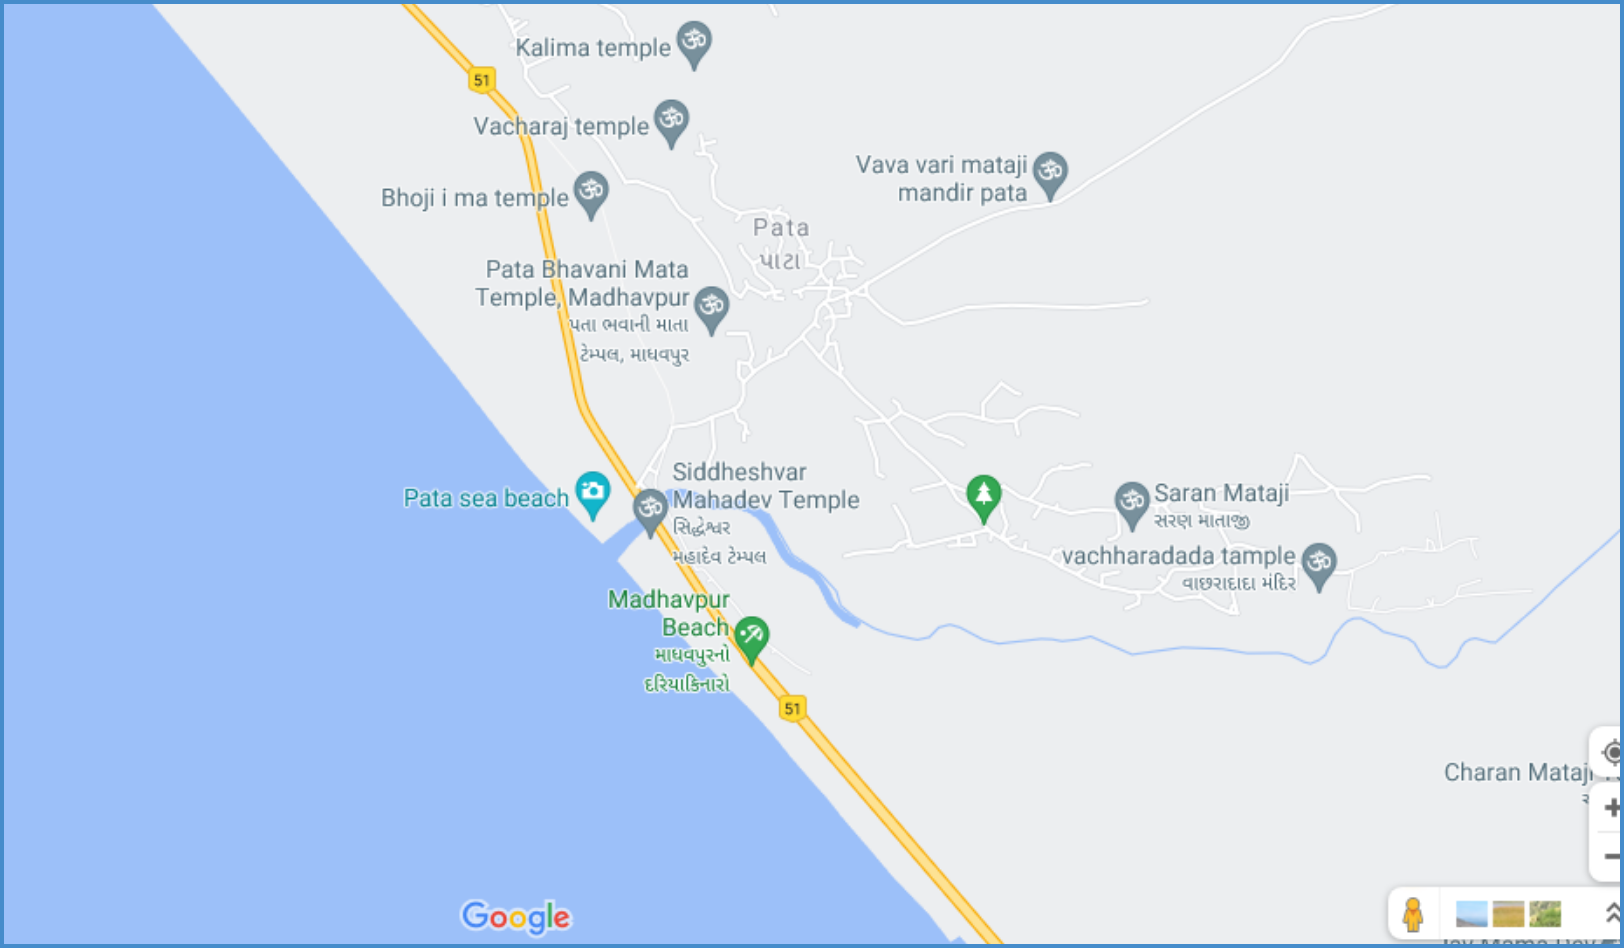 Kalima temple
51
Vacharaj temple
Vava vari mataji
mandir pata
Bhoji i ma temple
Pata
પાટા
Pata Bhavani Mata
Temple, Madhavpur
પતા ભવાની માતા
ટેમ્પલ, માધવપુર
Siddheshvar
Mahadev Temple
સિદ્ધેશ્વર
મહાદેવ ટેમ્પલ
Pata sea beach
Saran Mataji
સરણ માતાજી
vachharadada tample
વાછરાદાદા મંદિર
Madhavpur
Beach
માધવપુરનો
દરિયાકિનારો
51
Charan Mataji
Google